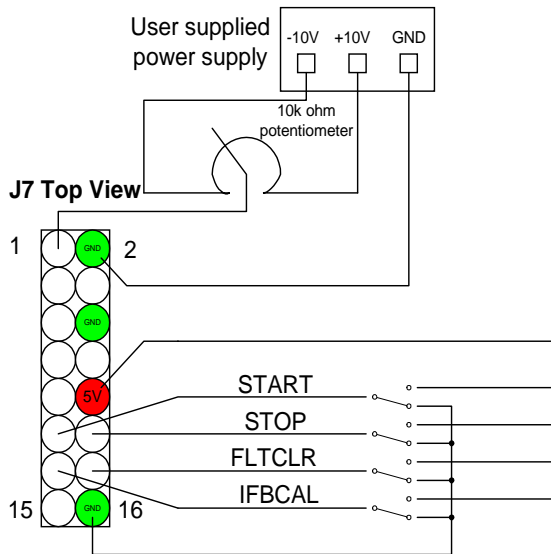 User supplied
power supply
-10V +10V GND
10k ohm
potentiometer
J7 Top View
1 GND 2
GND
5V
START
STOP
FLTCLR
IFBCAL
15 GND 16